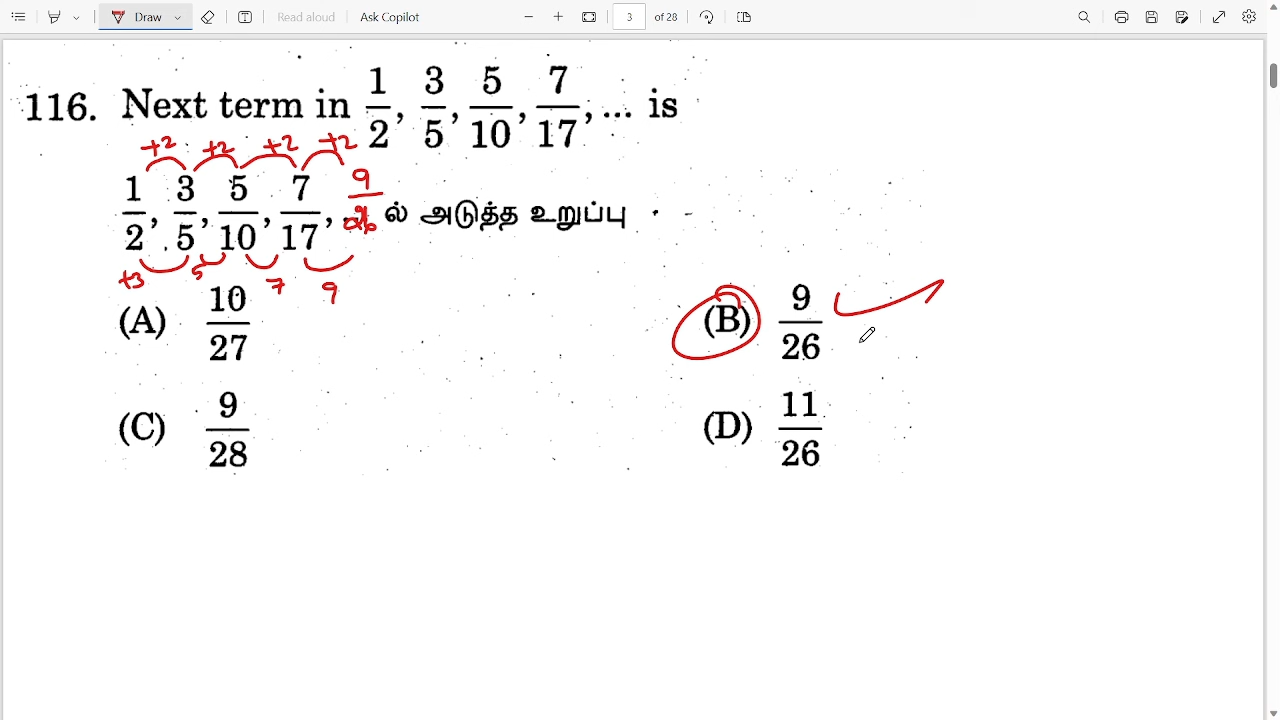 Draw Read aloud Ask Copilot 3 of 28
116. Next term in 1/2, 3/5, 5/10, 7/17, ... is
+2 +2 +2 +2
1/2, 3/5, 5/10, 7/17, 9/26 ல் அடுத்த உறுப்பு
+3 5 7 9
(A) 10/27 (B) 9/26
(C) 9/28 (D) 11/26